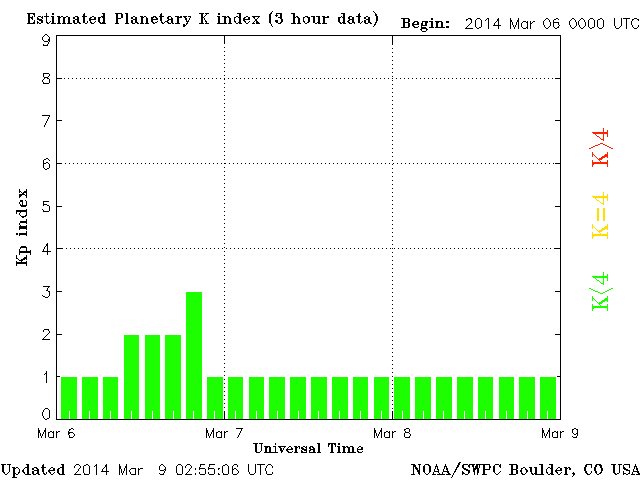 Estimated Planetary K index (3 hour data)
Begin: 2014 Mar 06 0000 UTC
9
8
7
6
5
4
3
2
1
0
Kp index
Mar 6
Mar 7
Mar 8
Mar 9
Universal Time
K>4
K=4
K<4
Updated 2014 Mar 9 02:55:06 UTC
NOAA/SWPC Boulder, CO USA